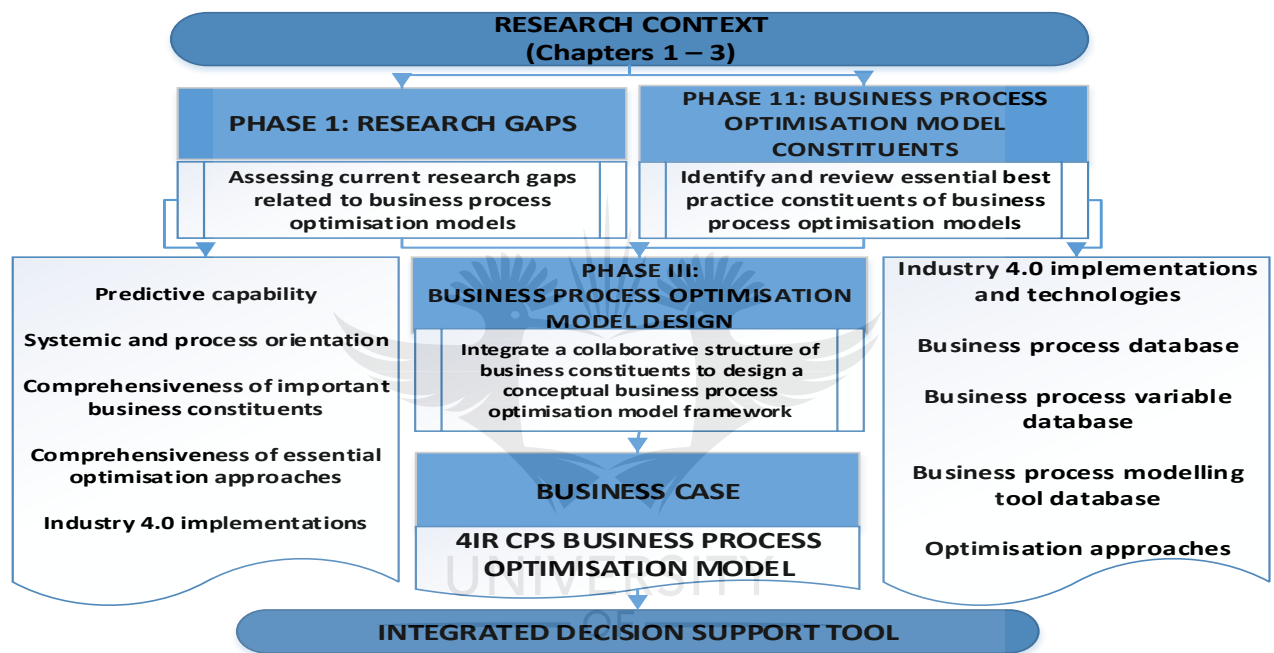 RESEARCH CONTEXT
(Chapters 1 – 3)
PHASE 1: RESEARCH GAPS
Assessing current research gaps
related to business process
optimisation models
PHASE 11: BUSINESS PROCESS
OPTIMISATION MODEL
CONSTITUENTS
Identify and review essential best
practice constituents of business
process optimisation models
Predictive capability
Systemic and process orientation
Comprehensiveness of important
business constituents
Comprehensiveness of essential
optimisation approaches
Industry 4.0 implementations
PHASE III:
BUSINESS PROCESS OPTIMISATION
MODEL DESIGN
Integrate a collaborative structure of
business constituents to design a
conceptual business process
optimisation model framework
BUSINESS CASE
4IR CPS BUSINESS PROCESS
OPTIMISATION MODEL
Industry 4.0 implementations
and technologies
Business process database
Business process variable
database
Business process modelling
tool database
Optimisation approaches
UNIVERSITY
OF
INTEGRATED DECISION SUPPORT TOOL